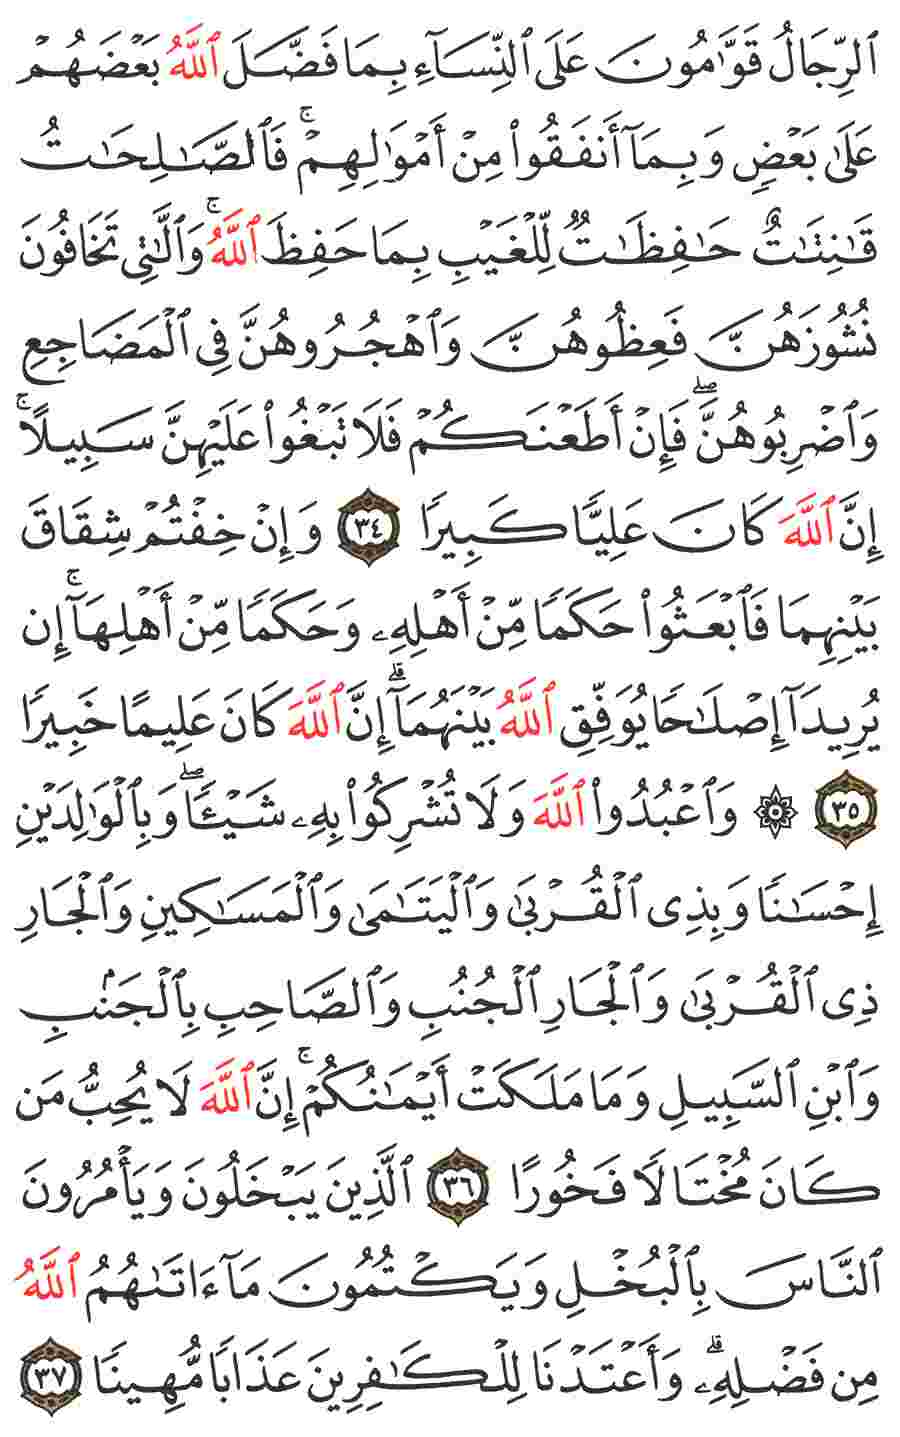 ٱلرِّجَالُ قَوَّٰمُونَ عَلَى ٱلنِّسَآءِ بِمَا فَضَّلَ ٱللَّهُ بَعْضَهُمْ
عَلَىٰ بَعْضٍ وَبِمَآ أَنفَقُوا۟ مِنْ أَمْوَٰلِهِمْ ۚ فَٱلصَّـٰلِحَـٰتُ
قَـٰنِتَـٰتٌ حَـٰفِظَـٰتٌ لِّلْغَيْبِ بِمَا حَفِظَ ٱللَّهُ ۚ وَٱلَّـٰتِى تَخَافُونَ
نُشُوزَهُنَّ فَعِظُوهُنَّ وَٱهْجُرُوهُنَّ فِى ٱلْمَضَاجِعِ
وَٱضْرِبُوهُنَّ ۖ فَإِنْ أَطَعْنَكُمْ فَلَا تَبْغُوا۟ عَلَيْهِنَّ سَبِيلًا ۗ
إِنَّ ٱللَّهَ كَانَ عَلِيًّا كَبِيرًا ٣٤ وَإِنْ خِفْتُمْ شِقَاقَ
بَيْنِهِمَا فَٱبْعَثُوا۟ حَكَمًا مِّنْ أَهْلِهِۦ وَحَكَمًا مِّنْ أَهْلِهَآ ۚ إِن
يُرِيدَآ إِصْلَـٰحًا يُوَفِّقِ ٱللَّهُ بَيْنَهُمَآ ۗ إِنَّ ٱللَّهَ كَانَ عَلِيمًا خَبِيرًا
٣٥ ۞ وَٱعْبُدُوا۟ ٱللَّهَ وَلَا تُشْرِكُوا۟ بِهِۦ شَيْـًٔا ۖ وَبِٱلْوَٰلِدَيْنِ
إِحْسَـٰنًا وَبِذِى ٱلْقُرْبَىٰ وَٱلْيَتَـٰمَىٰ وَٱلْمَسَـٰكِينِ وَٱلْجَارِ
ذِى ٱلْقُرْبَىٰ وَٱلْجَارِ ٱلْجُنُبِ وَٱلصَّاحِبِ بِٱلْجَنۢبِ
وَٱبْنِ ٱلسَّبِيلِ وَمَا مَلَكَتْ أَيْمَـٰنُكُمْ ۚ إِنَّ ٱللَّهَ لَا يُحِبُّ مَن
كَانَ مُخْتَالًا فَخُورًا ٣٦ ٱلَّذِينَ يَبْخَلُونَ وَيَأْمُرُونَ
ٱلنَّاسَ بِٱلْبُخْلِ وَيَكْتُمُونَ مَآ ءَاتَىٰهُمُ ٱللَّهُ
مِن فَضْلِهِۦ ۗ وَأَعْتَدْنَا لِلْكَـٰفِرِينَ عَذَابًا مُّهِينًا ٣٧